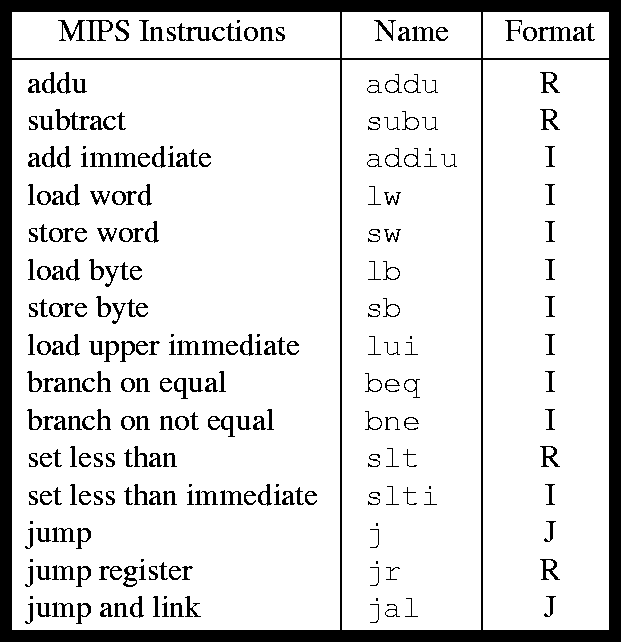 MIPS Instructions Name Format
addu addu R
subtract subu R
add immediate addiu I
load word lw I
store word sw I
load byte lb I
store byte sb I
load upper immediate lui I
branch on equal beq I
branch on not equal bne I
set less than slt R
set less than immediate slti I
jump j J
jump register jr R
jump and link jal J